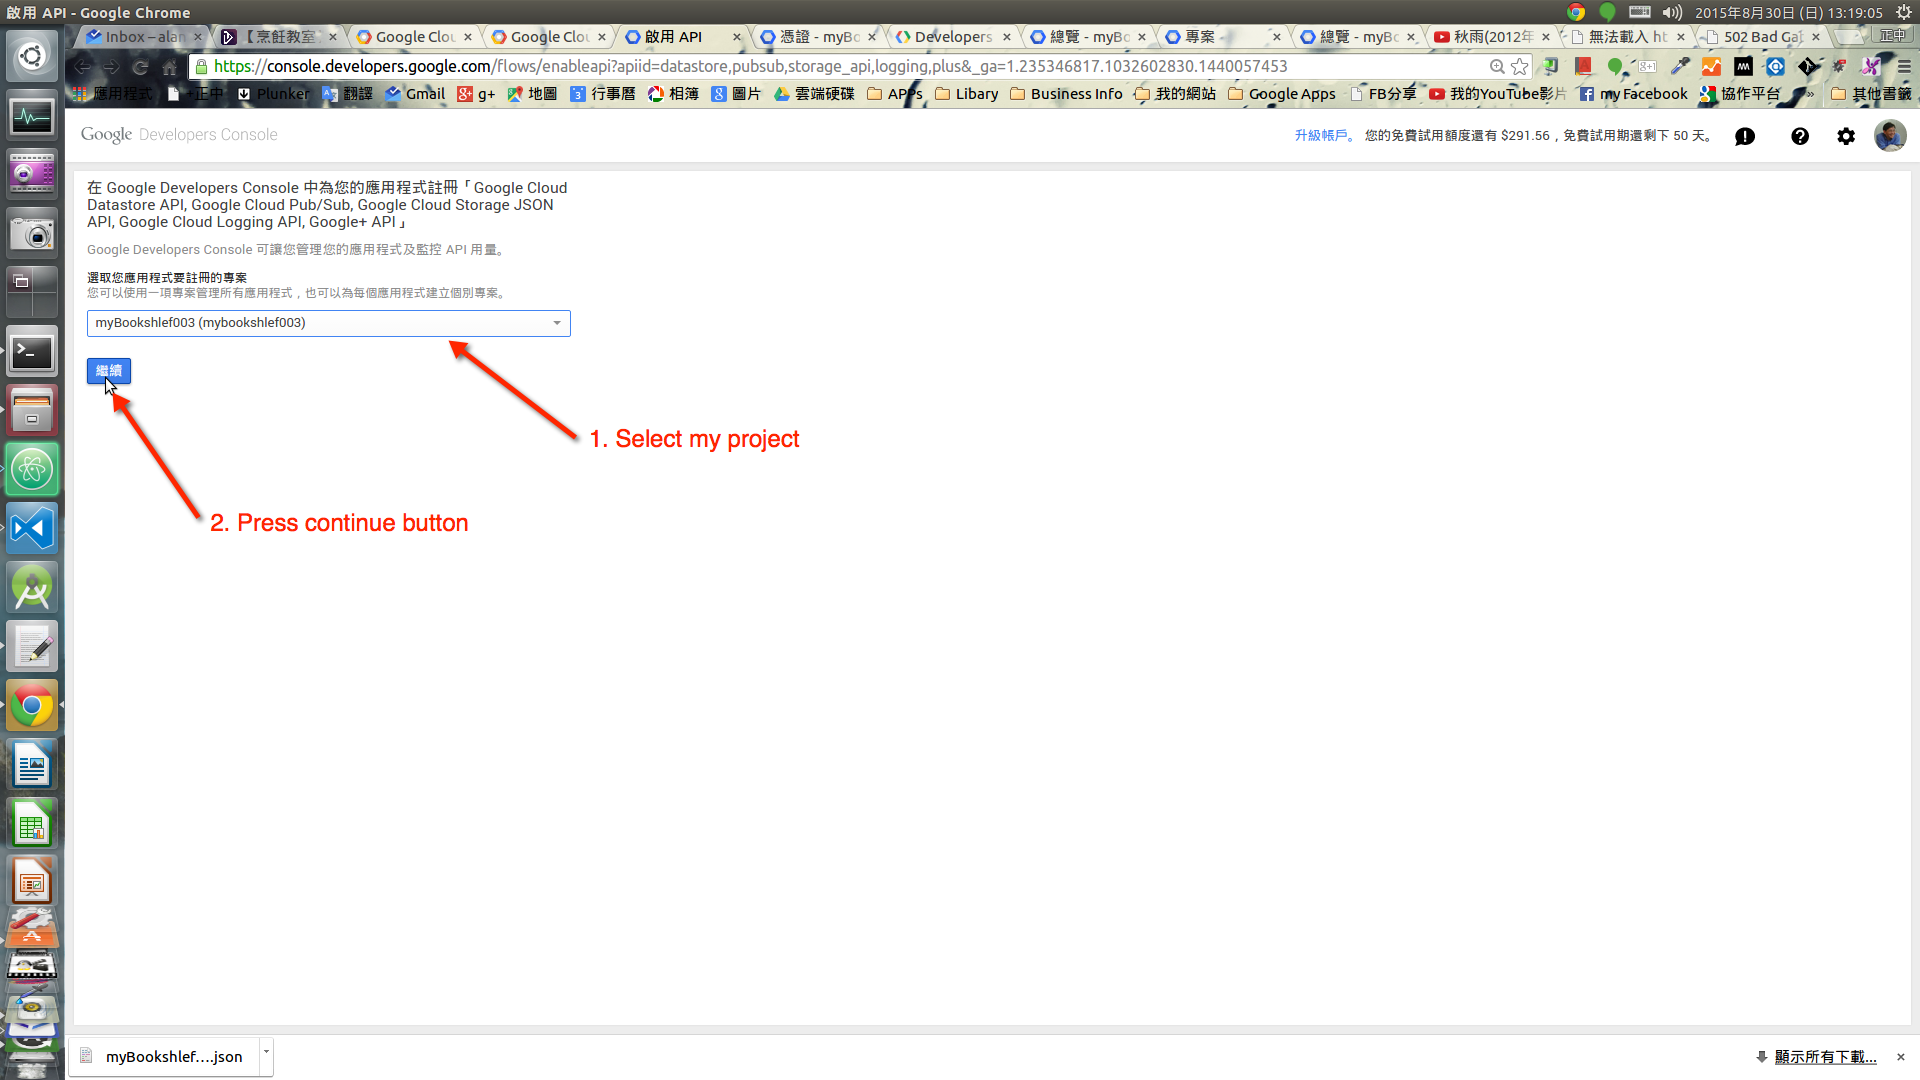 啟用 API - Google Chrome
2015年8月30日 (日) 13:19:05
Inbox – alan
【 烹飪教室
Google Clou
Google Clou
啟用 API
憑證 - myBo
Developers
總覽 - myBo
專案 -
總覽 - myBo
秋雨(2012年
無法載入 ht
502 Bad Gat
正中
https://console.developers.google.com/flows/enableapi?apiid=datastore,pubsub,storage_api,logging,plus&_ga=1.235346817.1032602830.1440057453
應用程式 +正中 Plunker 翻譯 Gmail g+ 地圖 行事曆 相簿 圖片 雲端硬碟 APPs Libary Business Info 我的網站 Google Apps FB分享 我的YouTube影片 my Facebook 協作平台 » 其他書籤
Google Developers Console
升級帳戶。 您的免費試用額度還有 $291.56，免費試用期還剩下 50 天。
在 Google Developers Console 中為您的應用程式註冊「Google Cloud
Datastore API, Google Cloud Pub/Sub, Google Cloud Storage JSON
API, Google Cloud Logging API, Google+ API」
Google Developers Console 可讓您管理您的應用程式及監控 API 用量。
選取您應用程式要註冊的專案
您可以使用一項專案管理所有應用程式，也可以為每個應用程式建立個別專案。
myBookshlef003 (mybookshlef003)
繼續
1. Select my project
2. Press continue button
myBookshlef....json
顯示所有下載...